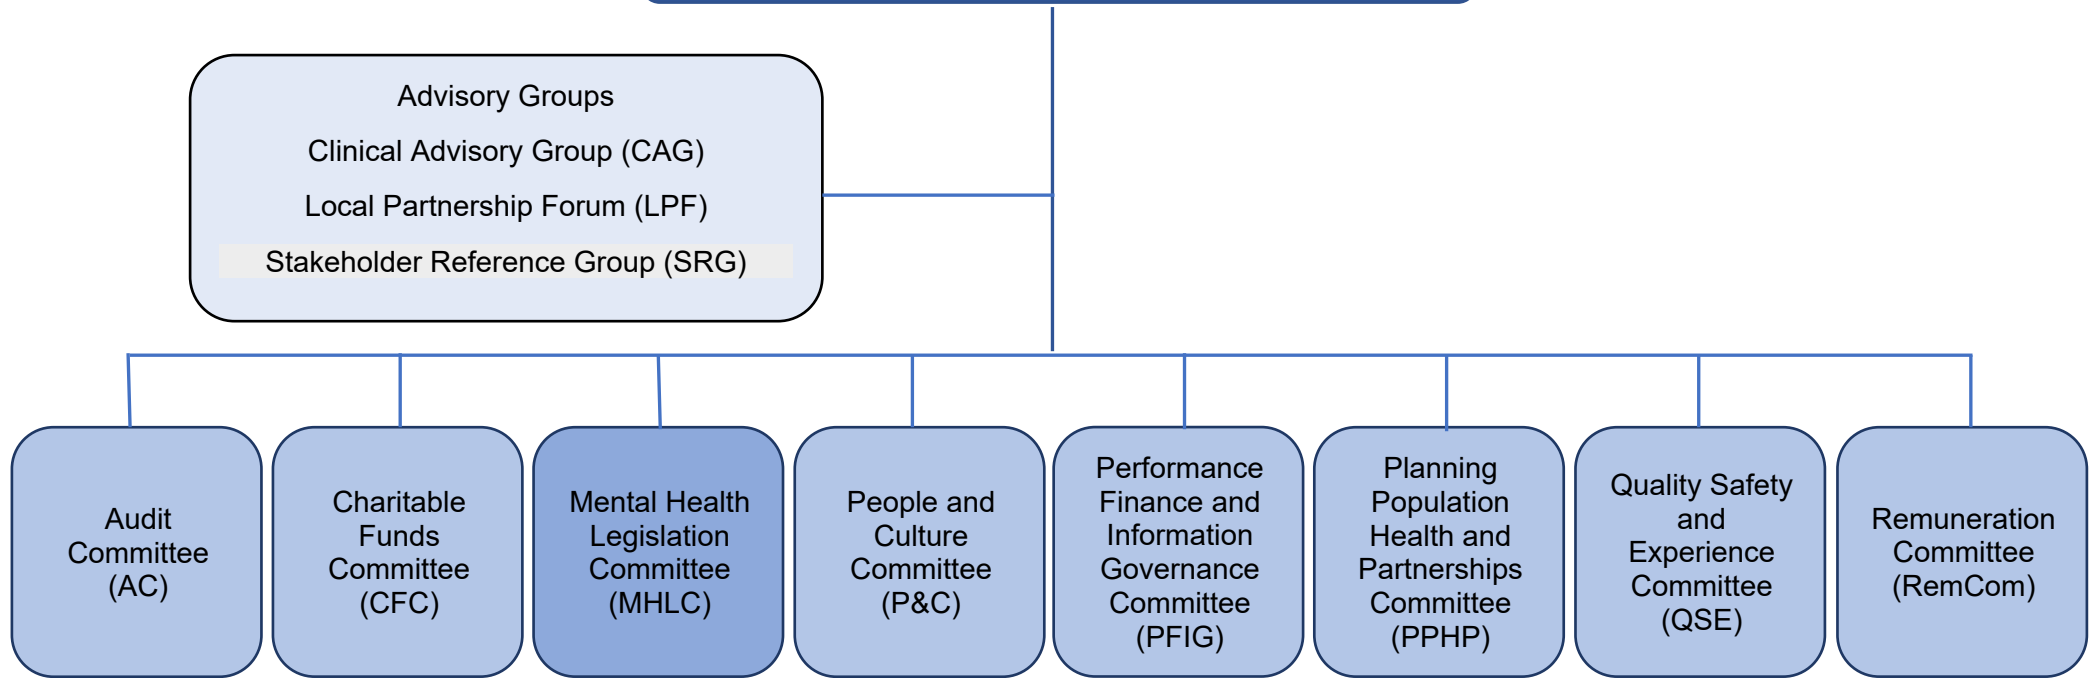 Advisory Groups
Clinical Advisory Group (CAG)
Local Partnership Forum (LPF)
Stakeholder Reference Group (SRG)
Audit
Committee
(AC)
Charitable
Funds
Committee
(CFC)
Mental Health
Legislation
Committee
(MHLC)
People and
Culture
Committee
(P&C)
Performance
Finance and
Information
Governance
Committee
(PFIG)
Planning
Population
Health and
Partnerships
Committee
(PPHP)
Quality Safety
and
Experience
Committee
(QSE)
Remuneration
Committee
(RemCom)